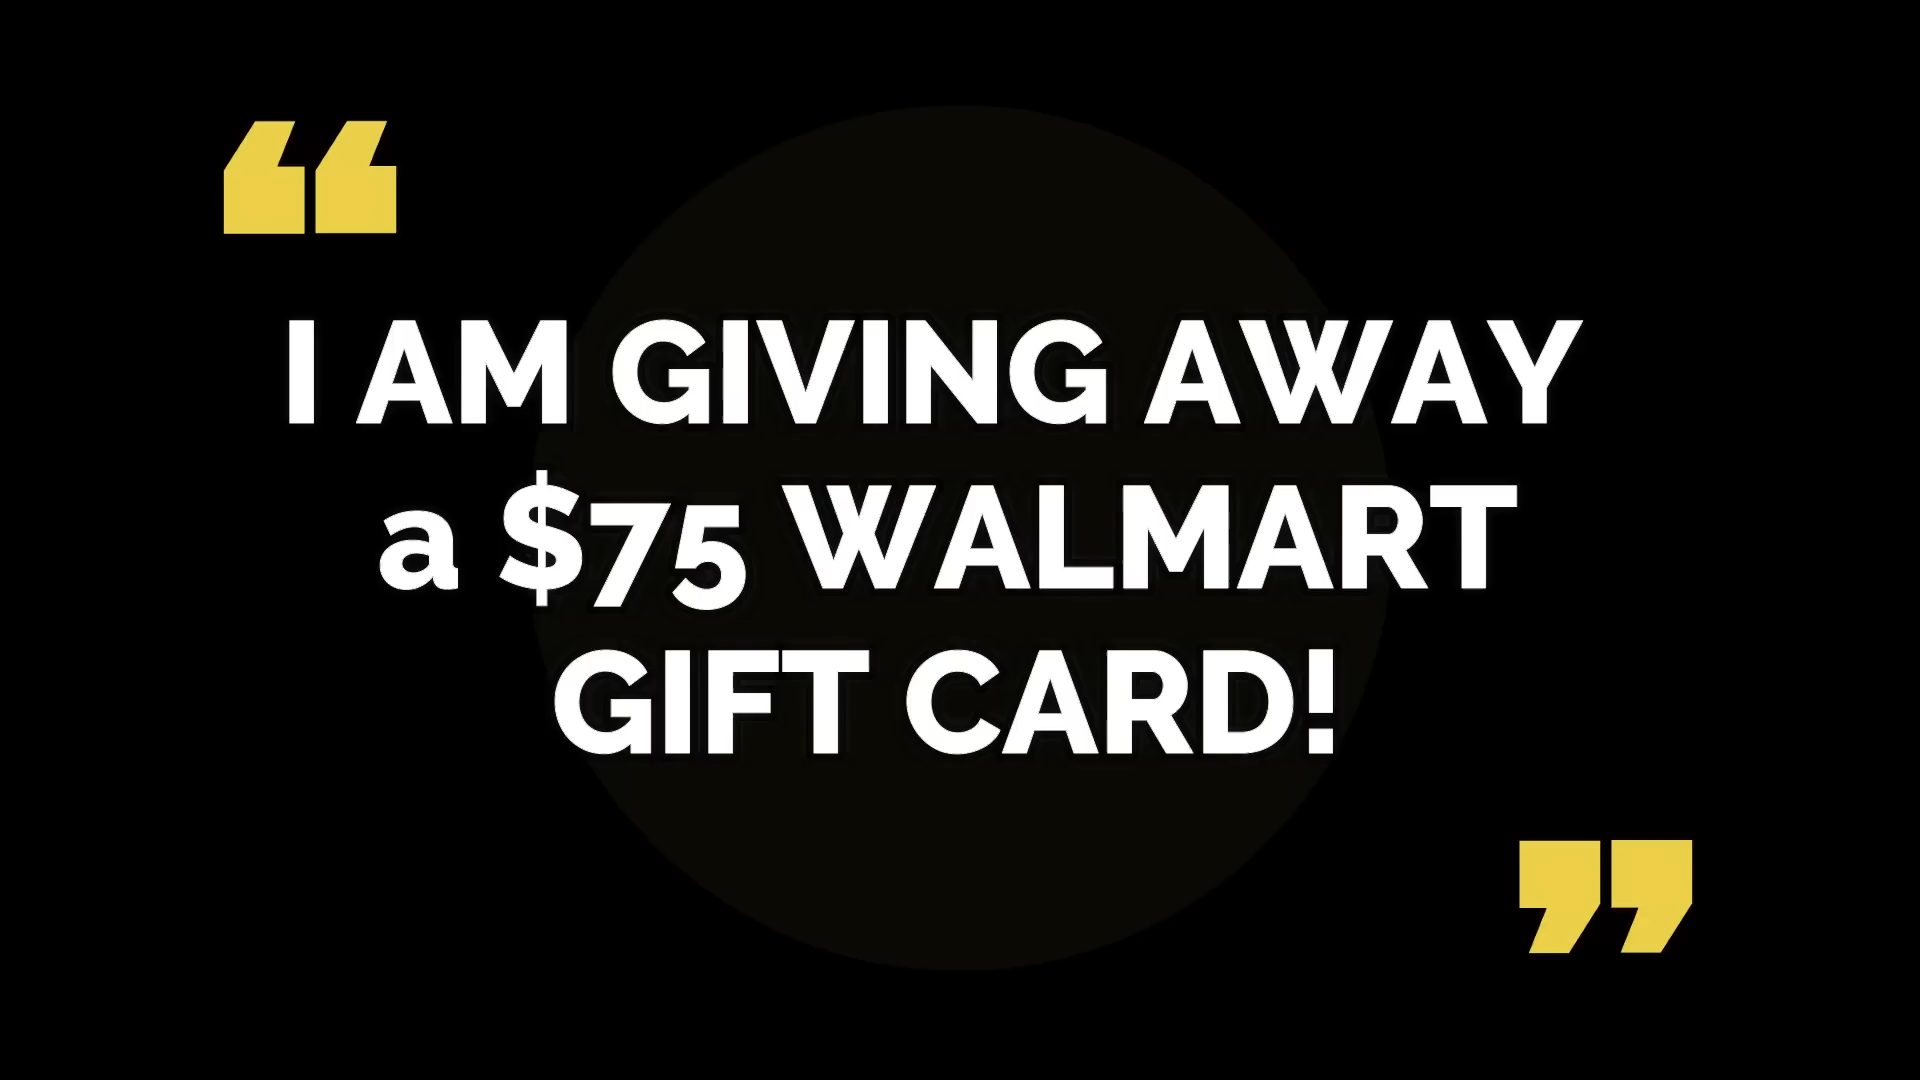 “
I AM GIVING AWAY
a $75 WALMART
GIFT CARD!
”